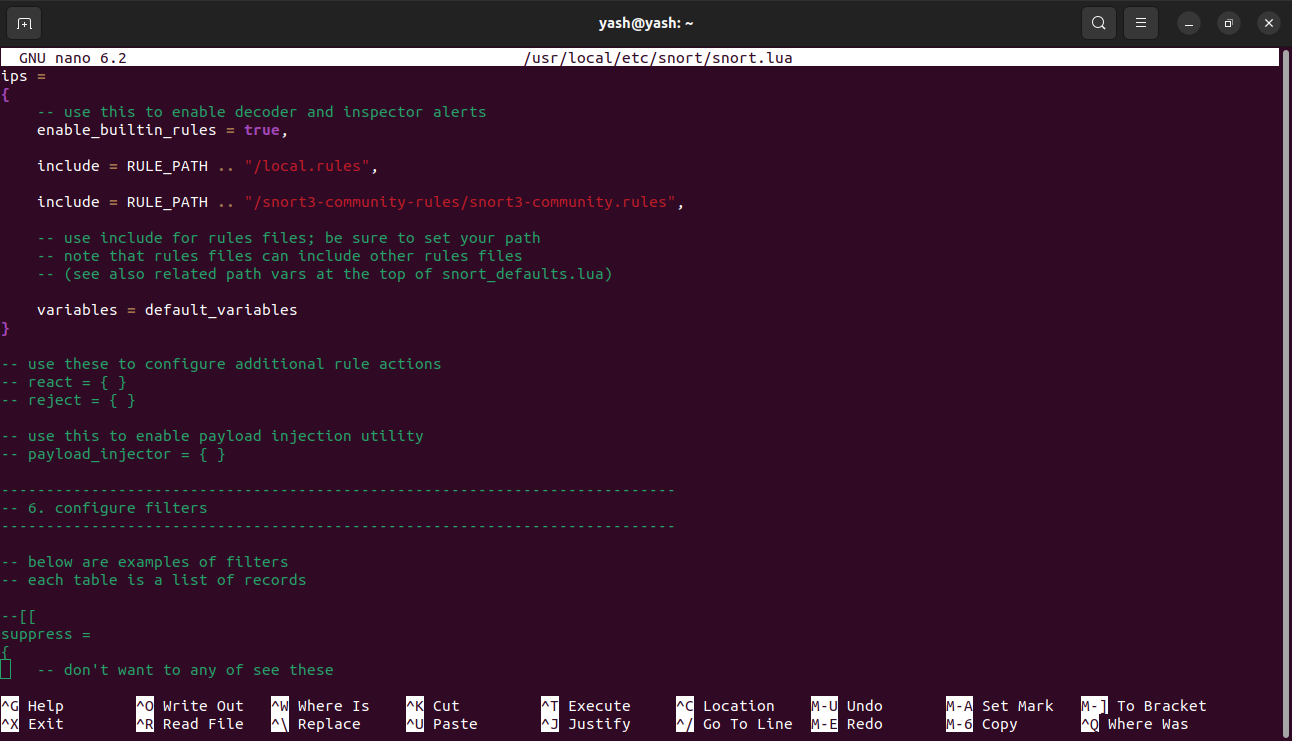 yash@yash: ~
GNU nano 6.2 /usr/local/etc/snort/snort.lua
ips =
{
    -- use this to enable decoder and inspector alerts
    enable_builtin_rules = true,
    include = RULE_PATH .. "/local.rules",
    include = RULE_PATH .. "/snort3-community-rules/snort3-community.rules",
    -- use include for rules files; be sure to set your path
    -- note that rules files can include other rules files
    -- (see also related path vars at the top of snort_defaults.lua)
    variables = default_variables
}
-- use these to configure additional rule actions
-- react = { }
-- reject = { }
-- use this to enable payload injection utility
-- payload_injector = { }
---------------------------------------------------------------------------
-- 6. configure filters
---------------------------------------------------------------------------
-- below are examples of filters
-- each table is a list of records
--[[
suppress =
{
    -- don't want to any of see these
^G Help ^O Write Out ^W Where Is ^K Cut ^T Execute ^C Location M-U Undo M-A Set Mark M-] To Bracket
^X Exit ^R Read File ^\ Replace ^U Paste ^J Justify ^/ Go To Line M-E Redo M-6 Copy ^Q Where Was